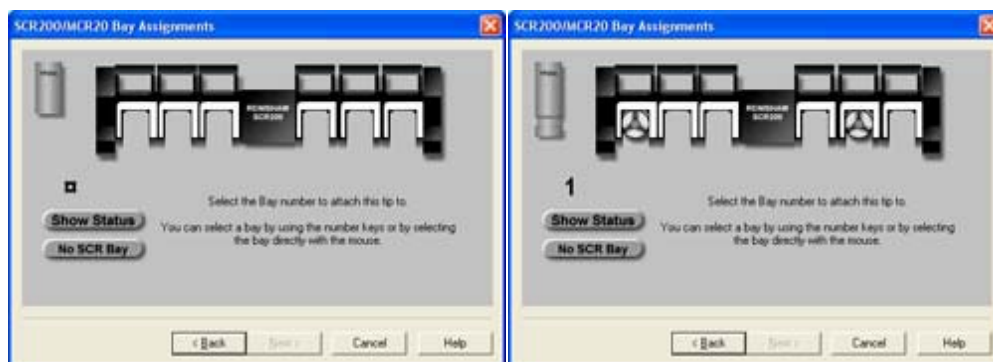 SCR200/MCR20 Bay Assignments
RENISHAW
SCR200
Select the Bay number to attach this tip to.
Show Status
You can select a bay by using the number keys or by selecting
the bay directly with the mouse.
No SCR Bay
< Back
Cancel
Help
SCR200/MCR20 Bay Assignments
RENISHAW
SCR200
1
Select the Bay number to attach this tip to.
Show Status
You can select a bay by using the number keys or by selecting
the bay directly with the mouse.
No SCR Bay
< Back
Cancel
Help